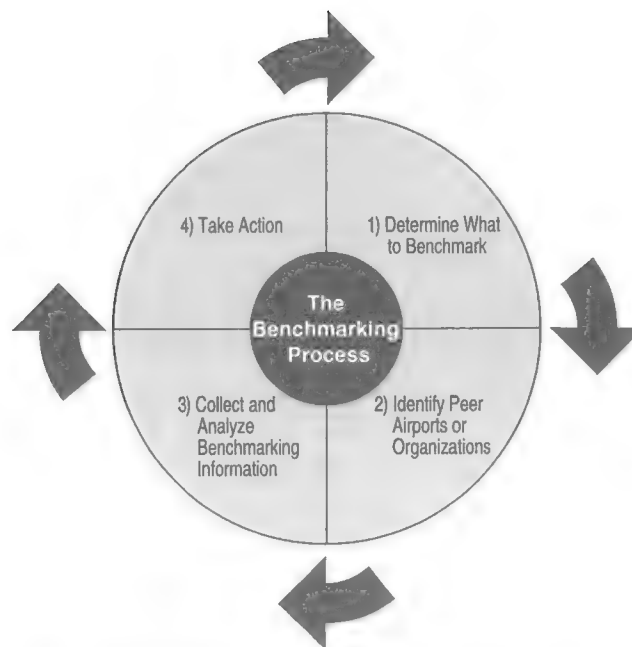 4) Take Action
1) Determine What
to Benchmark
The
Benchmarking
Process
3) Collect and
Analyze
Benchmarking
Information
2) Identify Peer
Airports or
Organizations